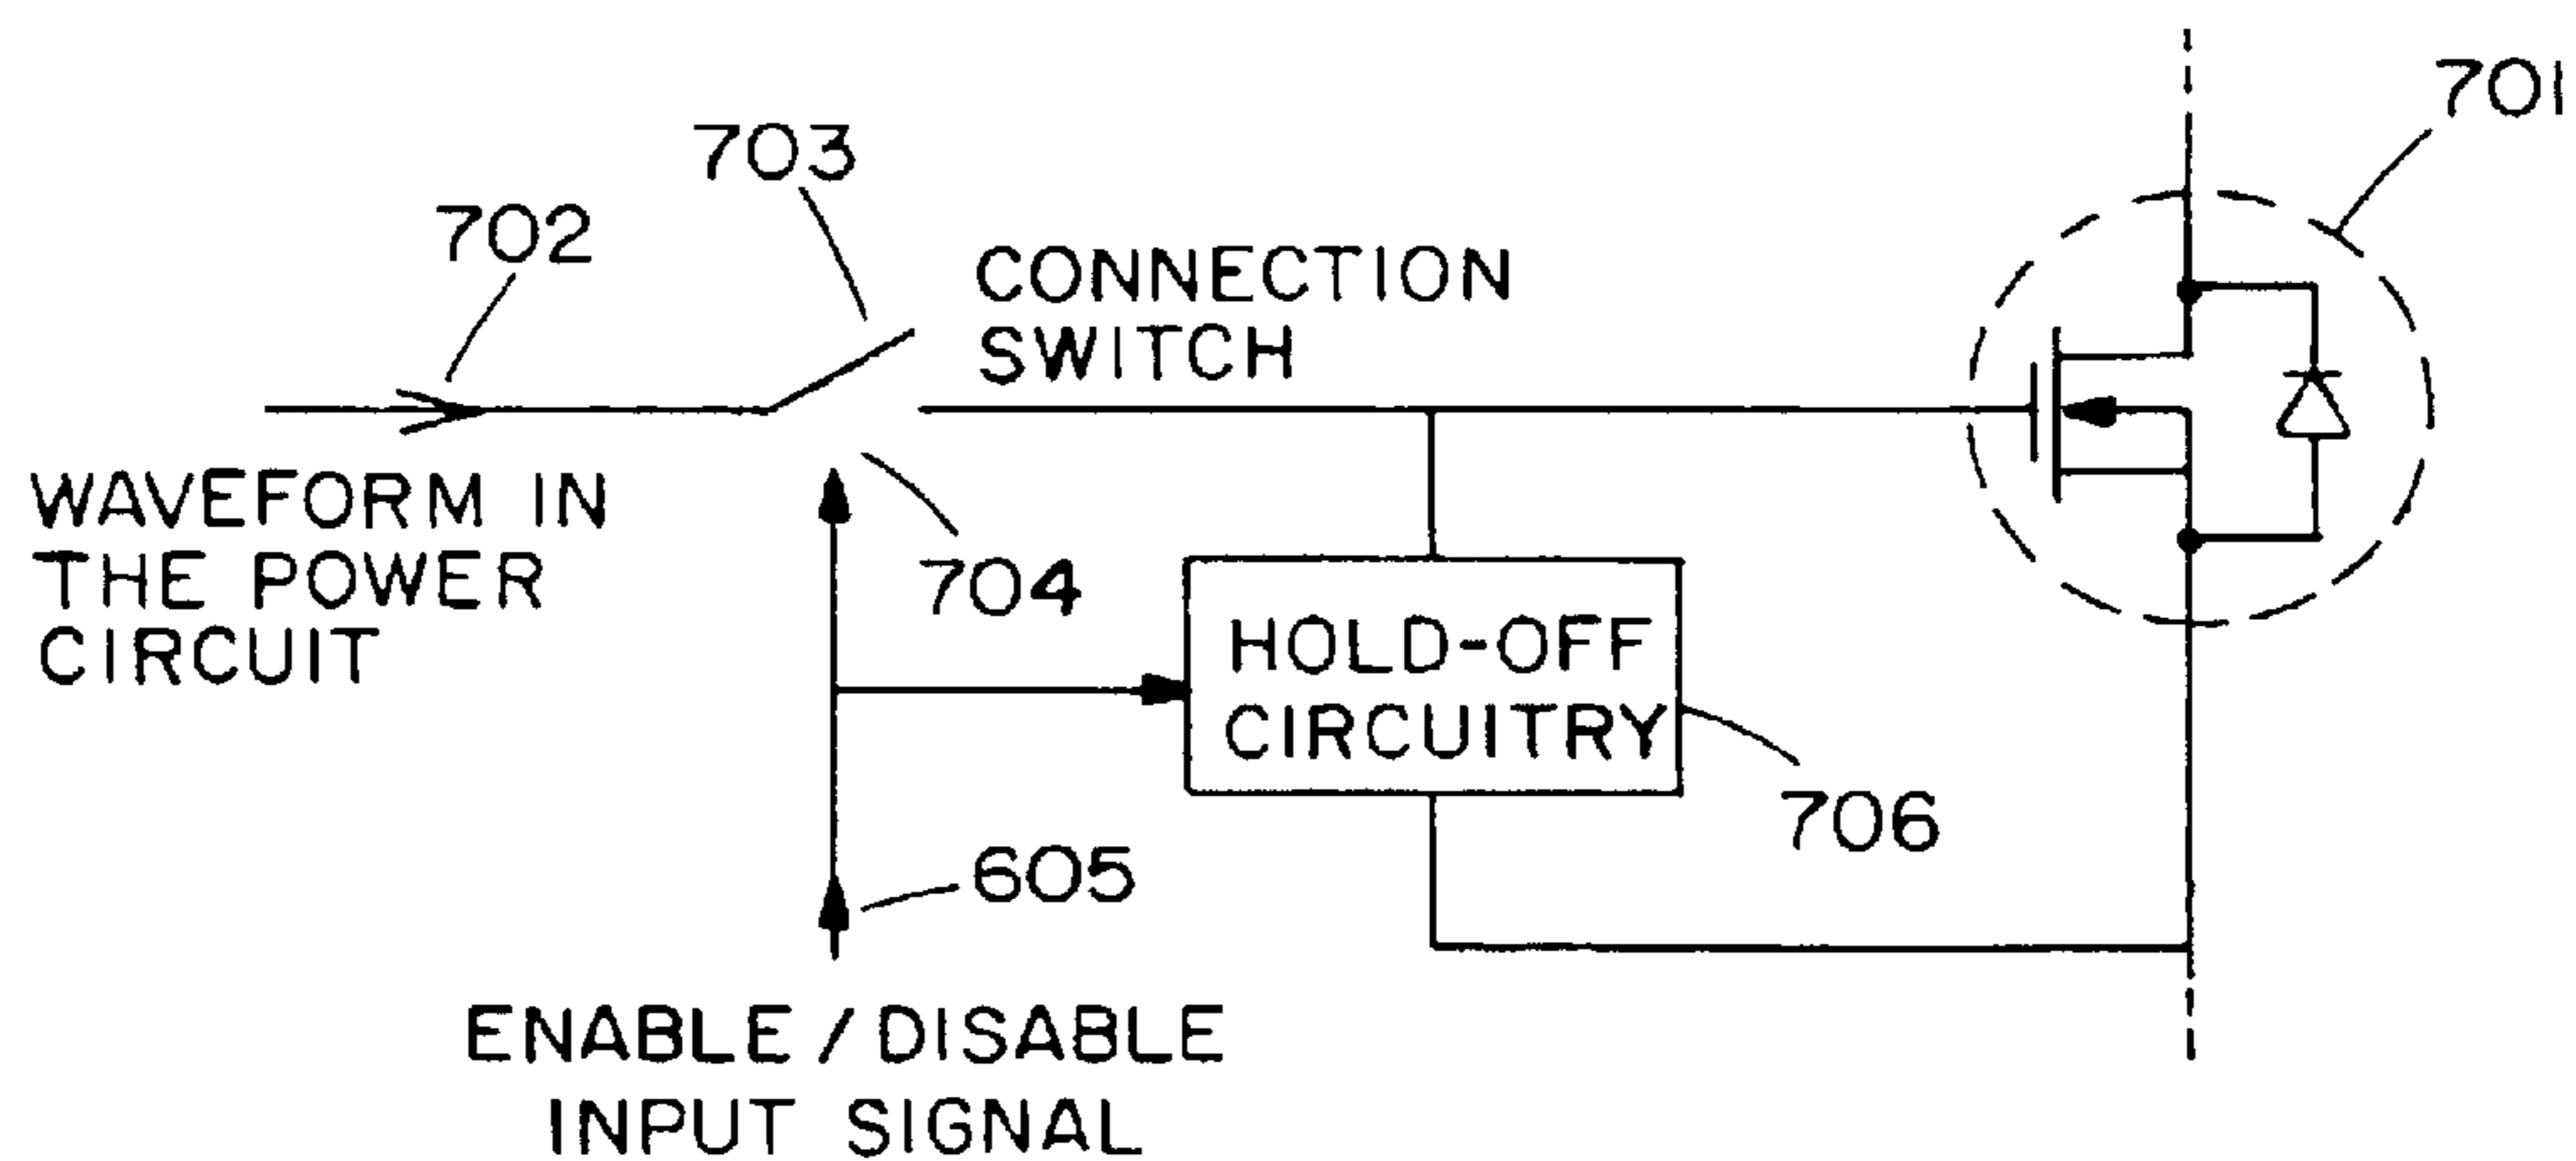 701
703
702
CONNECTION
SWITCH
WAVEFORM IN
THE POWER
CIRCUIT
704
HOLD-OFF
CIRCUITRY
706
605
ENABLE / DISABLE
INPUT SIGNAL